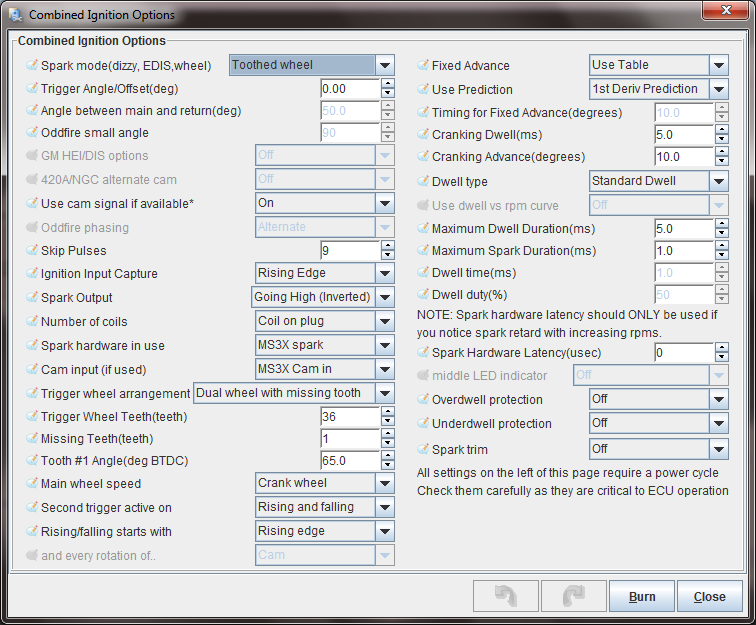 Combined Ignition Options
Combined Ignition Options
Spark mode(dizzy, EDIS,wheel) Toothed wheel
Trigger Angle/Offset(deg) 0.00
Angle between main and return(deg) 50.0
Oddfire small angle 90
GM HEI/DIS options Off
420A/NGC alternate cam Off
Use cam signal if available* On
Oddfire phasing Alternate
Skip Pulses 9
Ignition Input Capture Rising Edge
Spark Output Going High (Inverted)
Number of coils Coil on plug
Spark hardware in use MS3X spark
Cam input (if used) MS3X Cam in
Trigger wheel arrangement Dual wheel with missing tooth
Trigger Wheel Teeth(teeth) 36
Missing Teeth(teeth) 1
Tooth #1 Angle(deg BTDC) 65.0
Main wheel speed Crank wheel
Second trigger active on Rising and falling
Rising/falling starts with Rising edge
and every rotation of.. Cam
Fixed Advance Use Table
Use Prediction 1st Deriv Prediction
Timing for Fixed Advance(degrees) 10.0
Cranking Dwell(ms) 5.0
Cranking Advance(degrees) 10.0
Dwell type Standard Dwell
Use dwell vs rpm curve Off
Maximum Dwell Duration(ms) 5.0
Maximum Spark Duration(ms) 1.0
Dwell time(ms) 1.0
Dwell duty(%) 50
NOTE: Spark hardware latency should ONLY be used if
you notice spark retard with increasing rpms.
Spark Hardware Latency(usec) 0
middle LED indicator Off
Overdwell protection Off
Underdwell protection Off
Spark trim Off
All settings on the left of this page require a power cycle
Check them carefully as they are critical to ECU operation
Burn Close